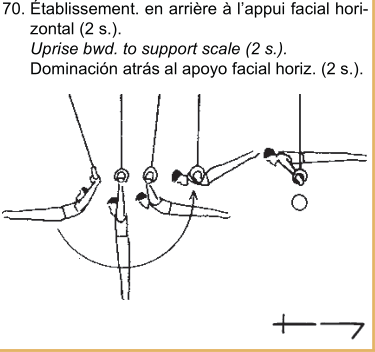 70. Établissement. en arrière à l'appui facial hori-
zontal (2 s.).
Uprise bwd. to support scale (2 s.).
Dominación atrás al apoyo facial horiz. (2 s.).